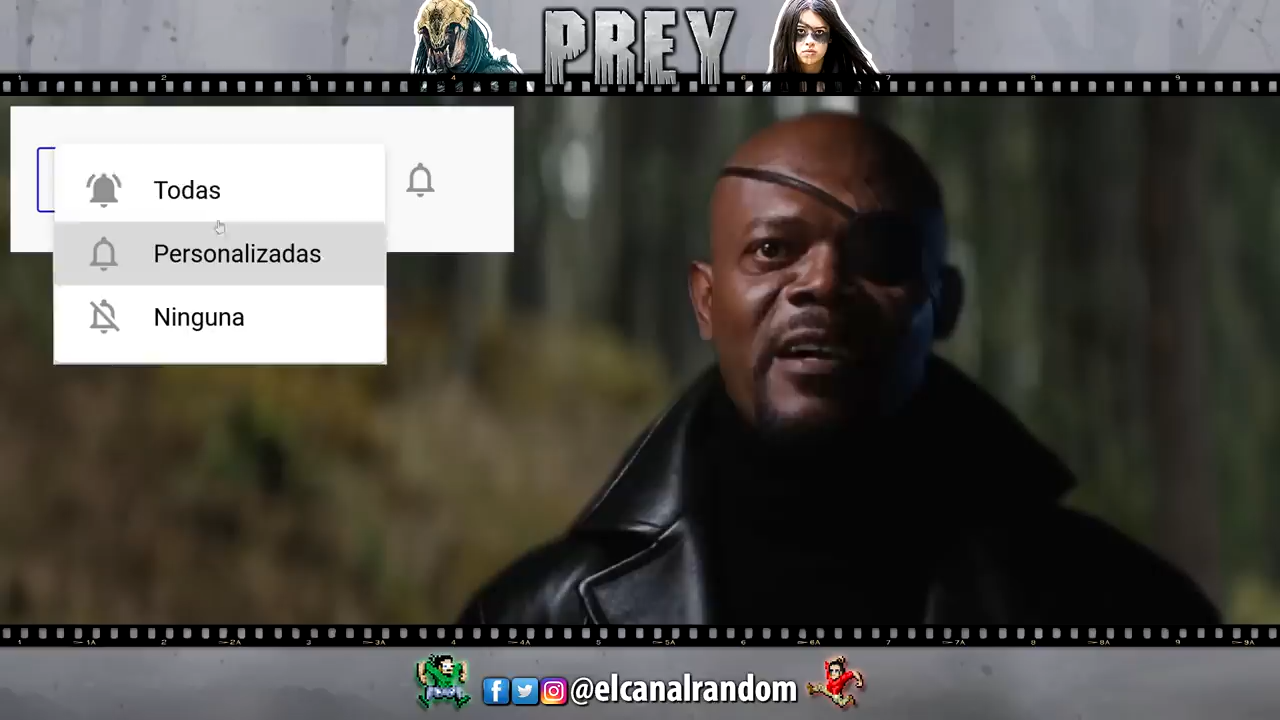 PREY
Todas
Personalizadas
Ninguna
@elcanalrandom